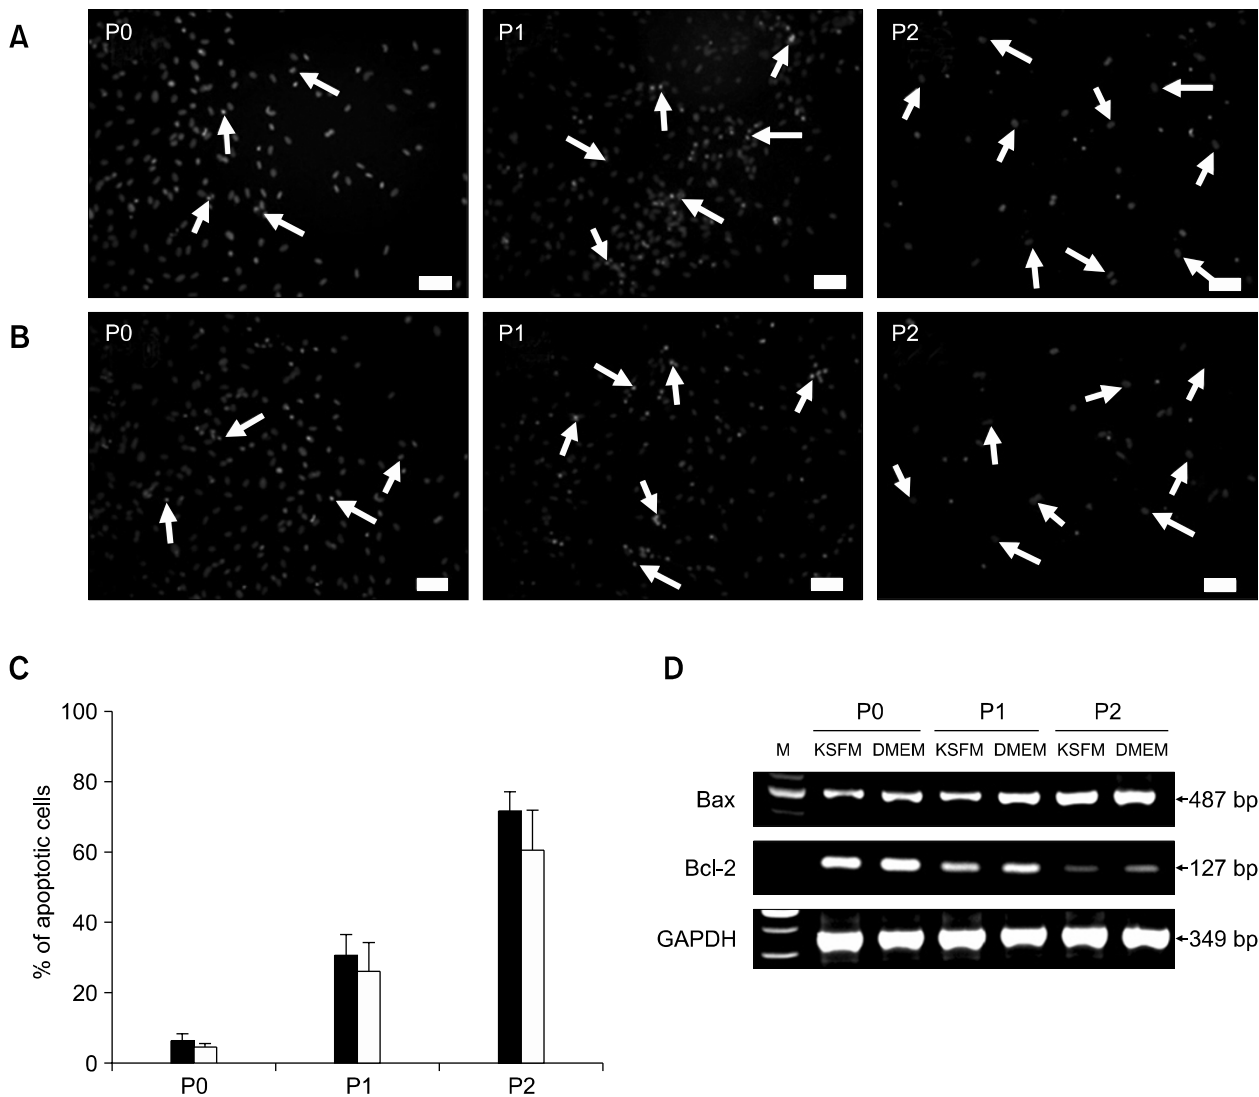 A
P0
P1
P2
B
P0
P1
P2
C
% of apoptotic cells
100
80
60
40
20
0
P0
P1
P2
D
P0 P1 P2
M KSFM DMEM KSFM DMEM KSFM DMEM
Bax 487 bp
Bcl-2 127 bp
GAPDH 349 bp